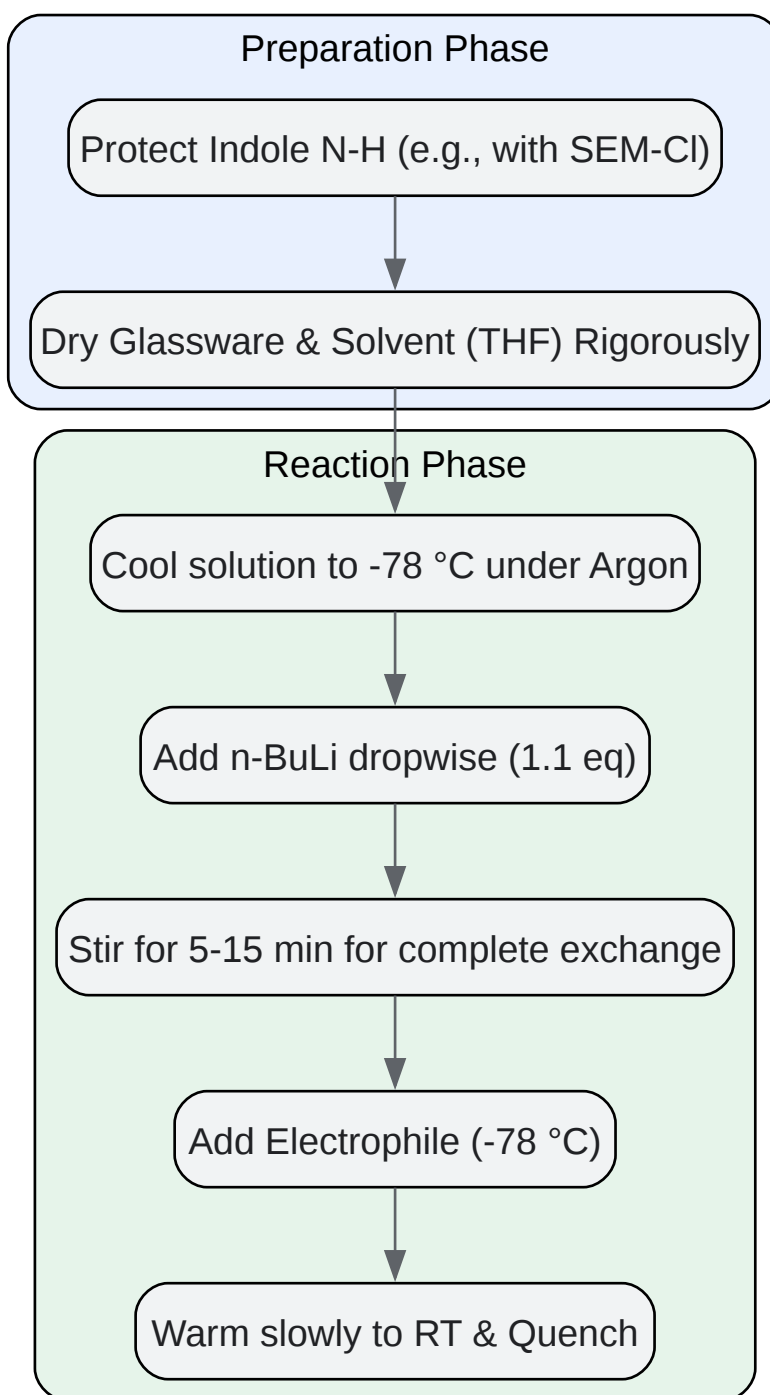 Preparation Phase
Protect Indole N-H (e.g., with SEM-Cl)
Dry Glassware & Solvent (THF) Rigorously
Reaction Phase
Cool solution to -78 °C under Argon
Add n-BuLi dropwise (1.1 eq)
Stir for 5-15 min for complete exchange
Add Electrophile (-78 °C)
Warm slowly to RT & Quench